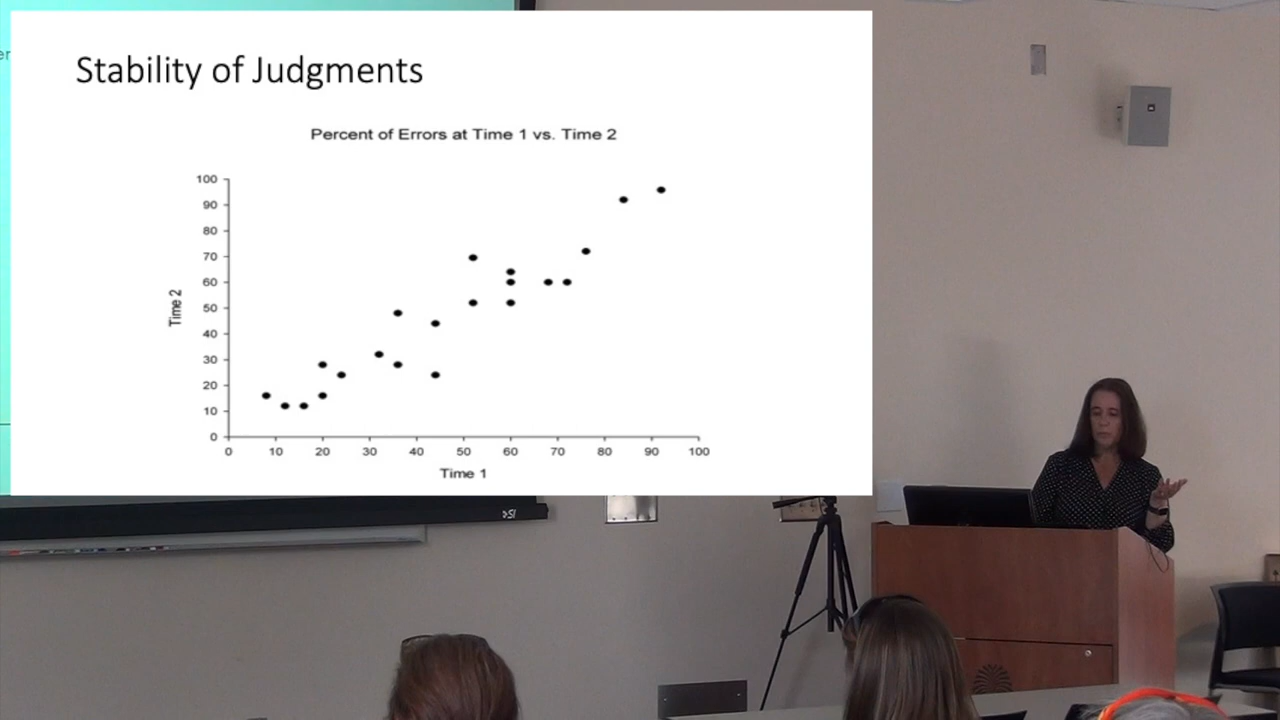 er
Stability of Judgments
Percent of Errors at Time 1 vs. Time 2
100
90
80
70
60
50
40
30
20
10
0
Time 2
0 10 20 30 40 50 60 70 80 90 100
Time 1